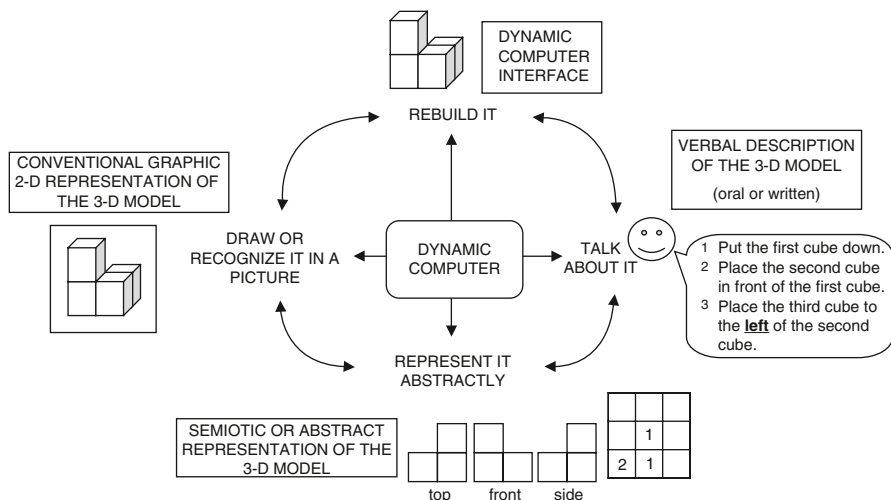 DYNAMIC
COMPUTER
INTERFACE
REBUILD IT
CONVENTIONAL GRAPHIC
2-D REPRESENTATION OF
THE 3-D MODEL
VERBAL DESCRIPTION
OF THE 3-D MODEL
(oral or written)
DRAW OR
RECOGNIZE IT IN A
PICTURE
DYNAMIC
COMPUTER
TALK
ABOUT IT
1 Put the first cube down.
2 Place the second cube
in front of the first cube.
3 Place the third cube to
the left of the second
cube.
REPRESENT IT
ABSTRACTLY
SEMIOTIC OR ABSTRACT
REPRESENTATION OF THE
3-D MODEL
1
2 1
top front side